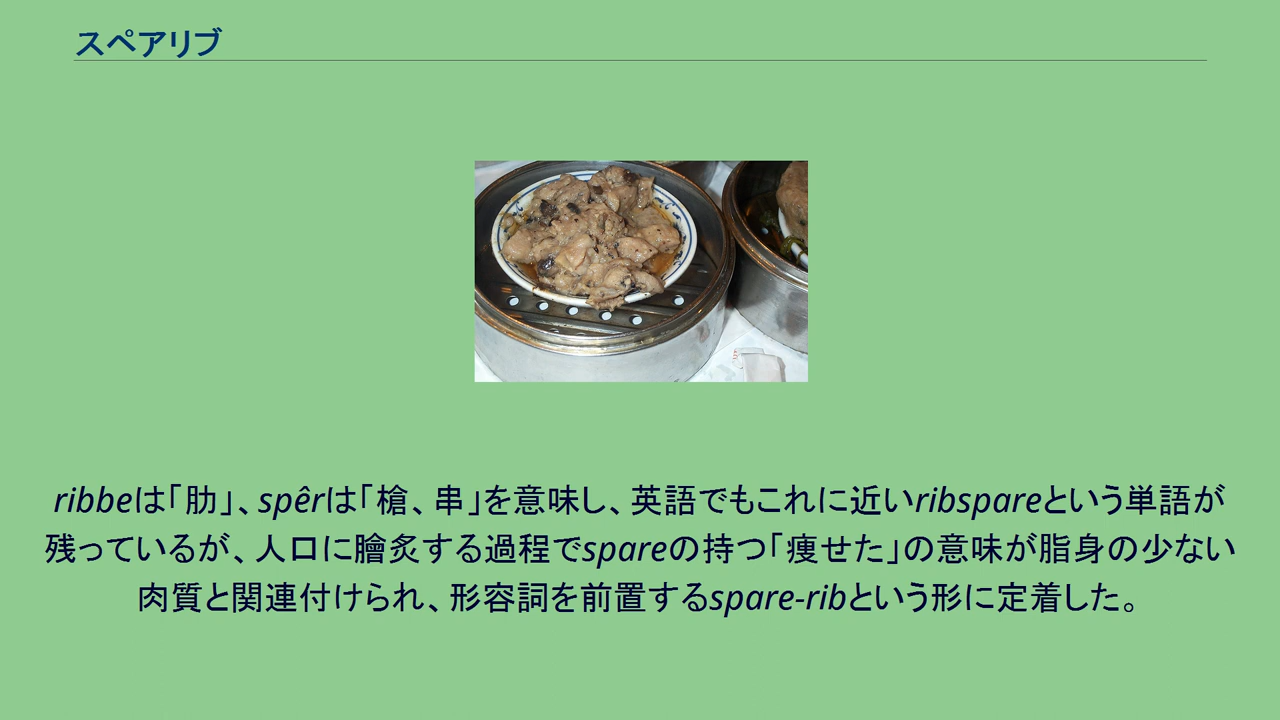 スペアリブ
ribbeは「肋」、spêrは「槍、串」を意味し、英語でもこれに近いribspareという単語が
残っているが、人口に膾炙する過程でspareの持つ「痩せた」の意味が脂身の少ない
肉質と関連付けられ、形容詞を前置するspare-ribという形に定着した。